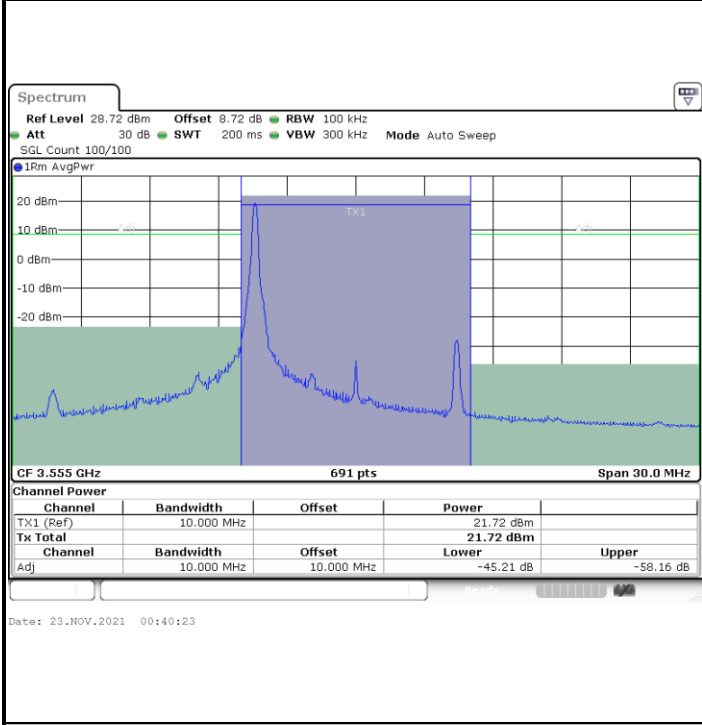 Spectrum
Ref Level 28.72 dBm Offset 8.72 dB RBW 100 kHz
Att 30 dB SWT 200 ms VBW 300 kHz Mode Auto Sweep
SGL Count 100/100
1Rm AvgPwr
20 dBm
TX1
10 dBm Adj Adj
0 dBm
-10 dBm
-20 dBm
CF 3.555 GHz 691 pts Span 30.0 MHz
Channel Power
Channel Bandwidth Offset Power
TX1 (Ref) 10.000 MHz 21.72 dBm
Tx Total 21.72 dBm
Channel Bandwidth Offset Lower Upper
Adj 10.000 MHz 10.000 MHz -45.21 dB -58.16 dB
Ready
Date: 23.NOV.2021 00:40:23